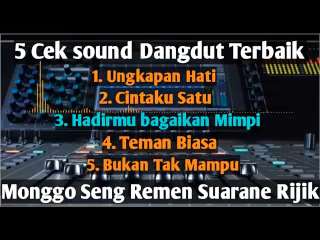 5 Cek sound Dangdut Terbaik
1. Ungkapan Hati
2. Cintaku Satu
3. Hadirmu bagaikan Mimpi
4. Teman Biasa
5. Bukan Tak Mampu
Monggo Seng Remen Suarane Rijik